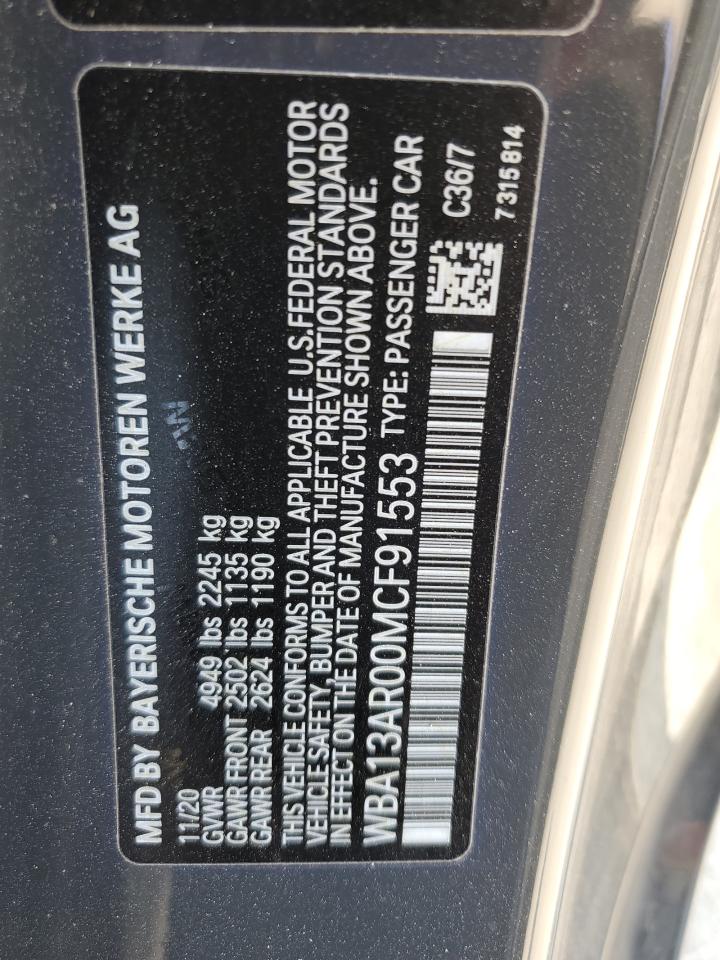 MFD BY BAYERISCHE MOTOREN WERKE AG
11/20
GVWR 4949 lbs 2245 kg
GAWR FRONT 2502 lbs 1135 kg
GAWR REAR 2624 lbs 1190 kg
THIS VEHICLE CONFORMS TO ALL APPLICABLE U.S.FEDERAL MOTOR
VEHICLE SAFETY, BUMPER AND THEFT PREVENTION STANDARDS
IN EFFECT ON THE DATE OF MANUFACTURE SHOWN ABOVE.
WBA13AR00MCF91553 TYPE: PASSENGER CAR
C36/7
7 315 814